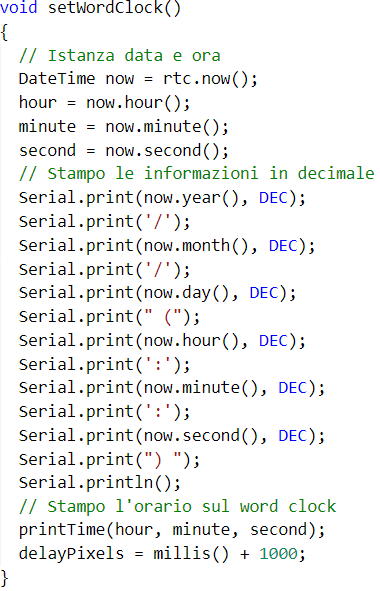 void setWordClock()
{
  // Istanza data e ora
  DateTime now = rtc.now();
  hour = now.hour();
  minute = now.minute();
  second = now.second();
  // Stampo le informazioni in decimale
  Serial.print(now.year(), DEC);
  Serial.print('/');
  Serial.print(now.month(), DEC);
  Serial.print('/');
  Serial.print(now.day(), DEC);
  Serial.print(" (");
  Serial.print(now.hour(), DEC);
  Serial.print(':');
  Serial.print(now.minute(), DEC);
  Serial.print(':');
  Serial.print(now.second(), DEC);
  Serial.print(") ");
  Serial.println();
  // Stampo l'orario sul word clock
  printTime(hour, minute, second);
  delayPixels = millis() + 1000;
}